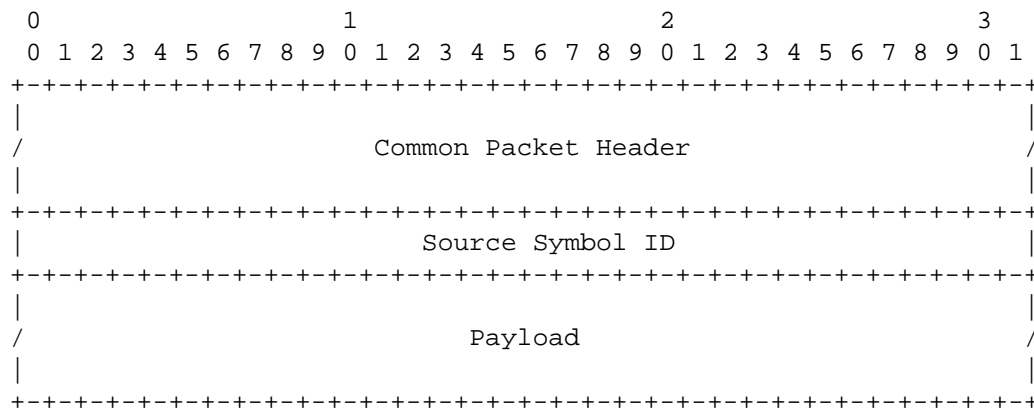 0                   1                   2                   3
 0 1 2 3 4 5 6 7 8 9 0 1 2 3 4 5 6 7 8 9 0 1 2 3 4 5 6 7 8 9 0 1
+-+-+-+-+-+-+-+-+-+-+-+-+-+-+-+-+-+-+-+-+-+-+-+-+-+-+-+-+-+-+-+-+
|                                                               |
/                      Common Packet Header                     /
|                                                               |
+-+-+-+-+-+-+-+-+-+-+-+-+-+-+-+-+-+-+-+-+-+-+-+-+-+-+-+-+-+-+-+-+
|                         Source Symbol ID                      |
+-+-+-+-+-+-+-+-+-+-+-+-+-+-+-+-+-+-+-+-+-+-+-+-+-+-+-+-+-+-+-+-+
|                                                               |
/                            Payload                            /
|                                                               |
+-+-+-+-+-+-+-+-+-+-+-+-+-+-+-+-+-+-+-+-+-+-+-+-+-+-+-+-+-+-+-+-+